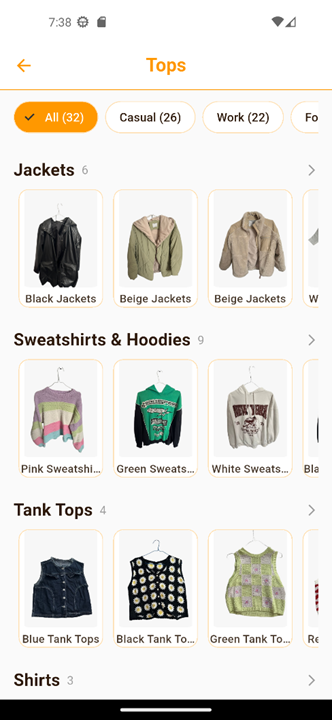 7:38
Tops
All (32)
Casual (26)
Work (22)
Fo
Jackets 6
Black Jackets
Beige Jackets
Beige Jackets
W
Sweatshirts & Hoodies 9
Pink Sweatshi...
Green Sweats...
White Sweats...
Bla
Tank Tops 4
Blue Tank Tops
Black Tank To...
Green Tank To...
Re
Shirts 3